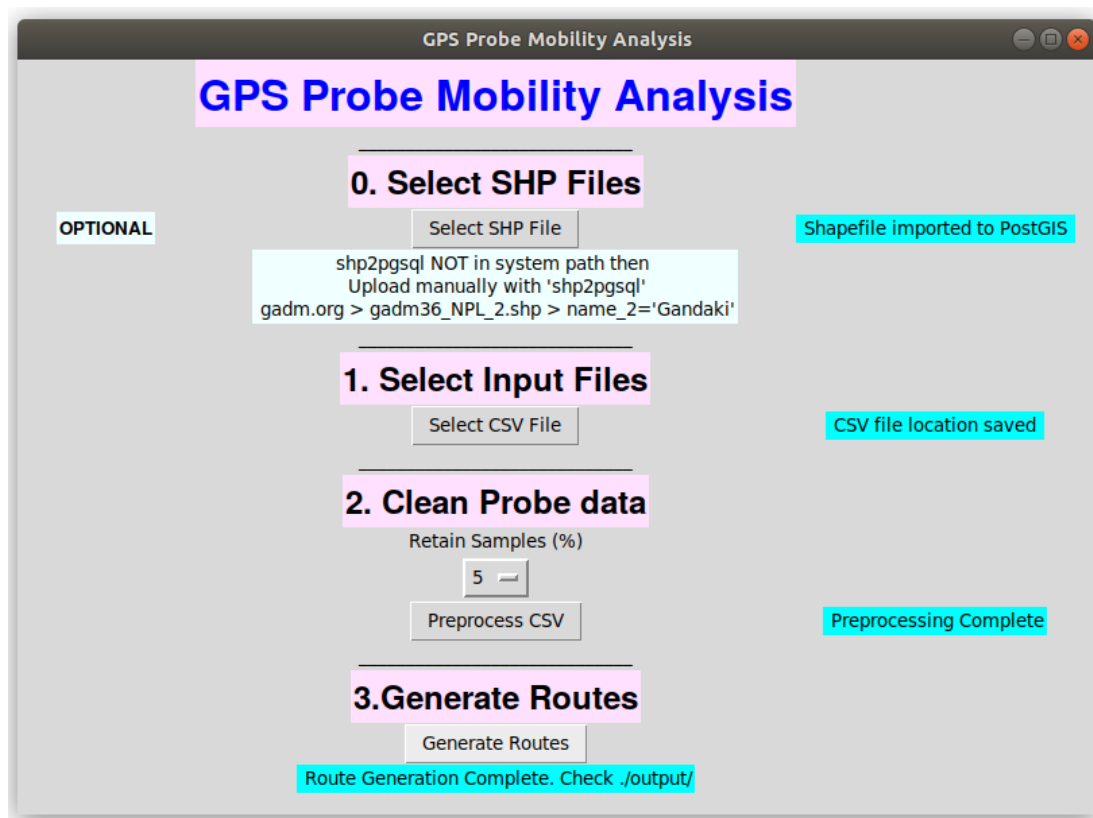 GPS Probe Mobility Analysis
GPS Probe Mobility Analysis
0. Select SHP Files
OPTIONAL
Select SHP File
Shapefile imported to PostGIS
shp2pgsql NOT in system path then
Upload manually with 'shp2pgsql'
gadm.org > gadm36_NPL_2.shp > name_2='Gandaki'
1. Select Input Files
Select CSV File
CSV file location saved
2. Clean Probe data
Retain Samples (%)
5
Preprocess CSV
Preprocessing Complete
3.Generate Routes
Generate Routes
Route Generation Complete. Check ./output/